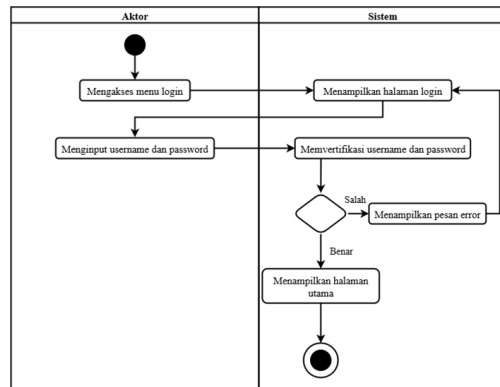 Aktor
Sistem
Mengakses menu login
Menampilkan halaman login
Menginput username dan password
Memvertifikasi username dan password
Salah
Menampilkan pesan error
Benar
Menampilkan halaman
utama